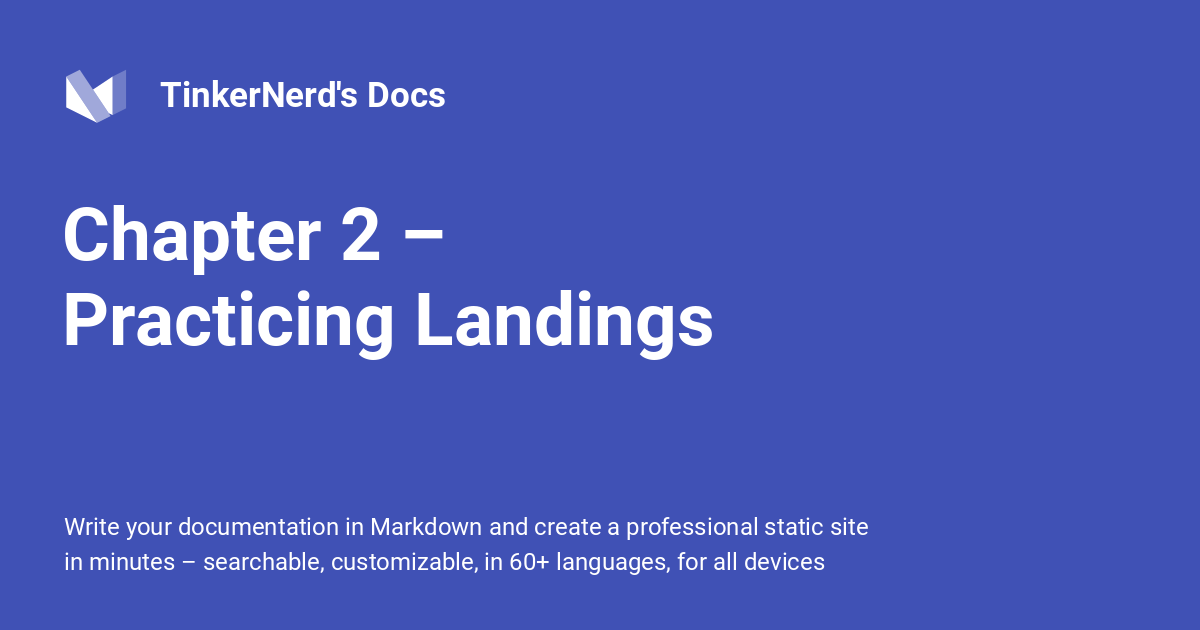 TinkerNerd's Docs
Chapter 2 –
Practicing Landings
Write your documentation in Markdown and create a professional static site
in minutes – searchable, customizable, in 60+ languages, for all devices